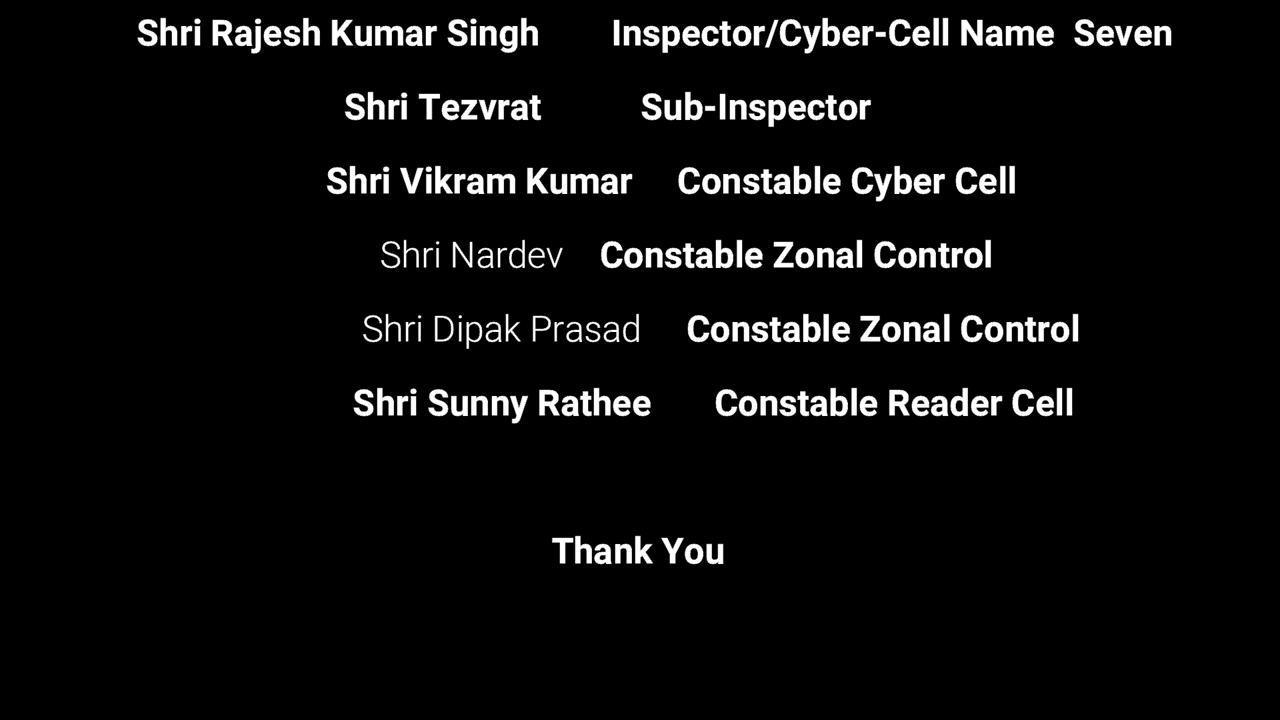 Shri Rajesh Kumar Singh Inspector/Cyber-Cell Name Seven
Shri Tezvrat Sub-Inspector
Shri Vikram Kumar Constable Cyber Cell
Shri Nardev Constable Zonal Control
Shri Dipak Prasad Constable Zonal Control
Shri Sunny Rathee Constable Reader Cell
Thank You